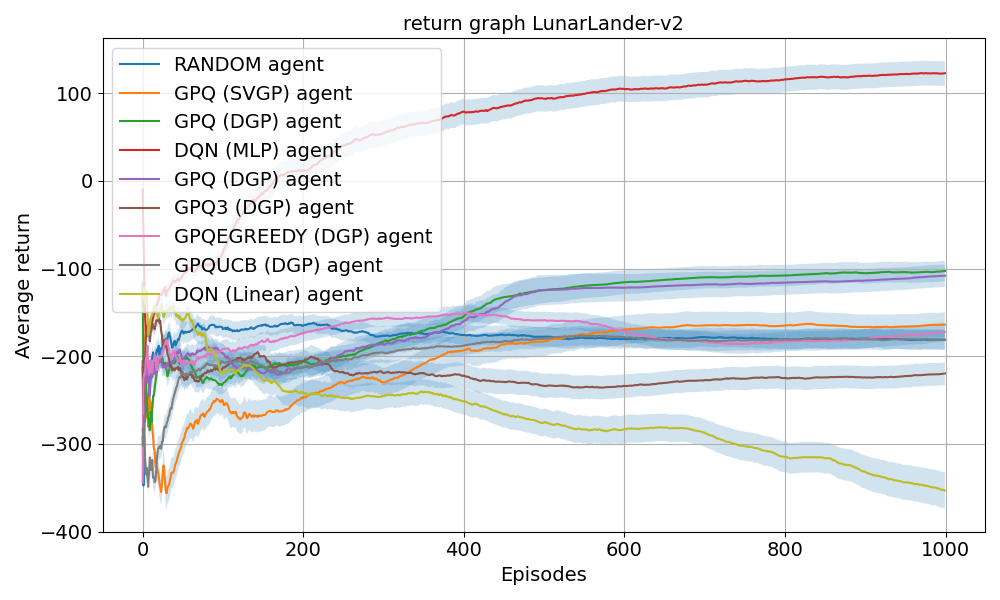 return graph LunarLander-v2
RANDOM agent
GPQ (SVGP) agent
GPQ (DGP) agent
DQN (MLP) agent
GPQ (DGP) agent
GPQ3 (DGP) agent
GPQEGREEDY (DGP) agent
GPQUCB (DGP) agent
DQN (Linear) agent
Average return
100
0
−100
−200
−300
−400
0 200 400 600 800 1000
Episodes